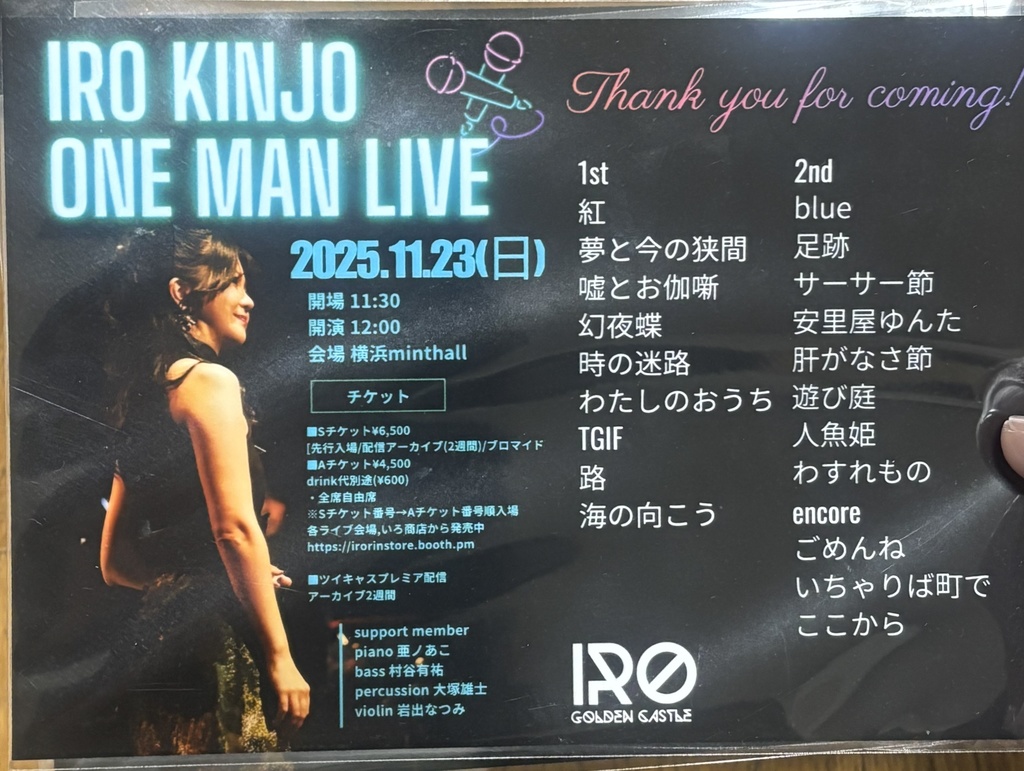 IRO KINJO
ONE MAN LIVE
2025.11.23(日)
開場 11:30
開演 12:00
会場 横浜minthall
チケット
■Sチケット¥6,500
[先行入場/配信アーカイブ(2週間)/ブロマイド
■Aチケット¥4,500
drink代別途(¥600)
・全席自由席
※Sチケット番号→Aチケット番号順入場
各ライブ会場,いろ商店から発売中
https://irorinstore.booth.pm
■ツイキャスプレミア配信
アーカイブ2週間
support member
piano 亜ノあこ
bass 村谷有祐
percussion 大塚雄士
violin 岩出なつみ
Thank you for coming!
1st
紅
夢と今の狭間
嘘とお伽噺
幻夜蝶
時の迷路
わたしのおうち
TGIF
路
海の向こう
2nd
blue
足跡
サーサー節
安里屋ゆんた
肝がなさ節
遊び庭
人魚姫
わすれもの
encore
ごめんね
いちゃりば町で
ここから
IRO
GOLDEN CASTLE